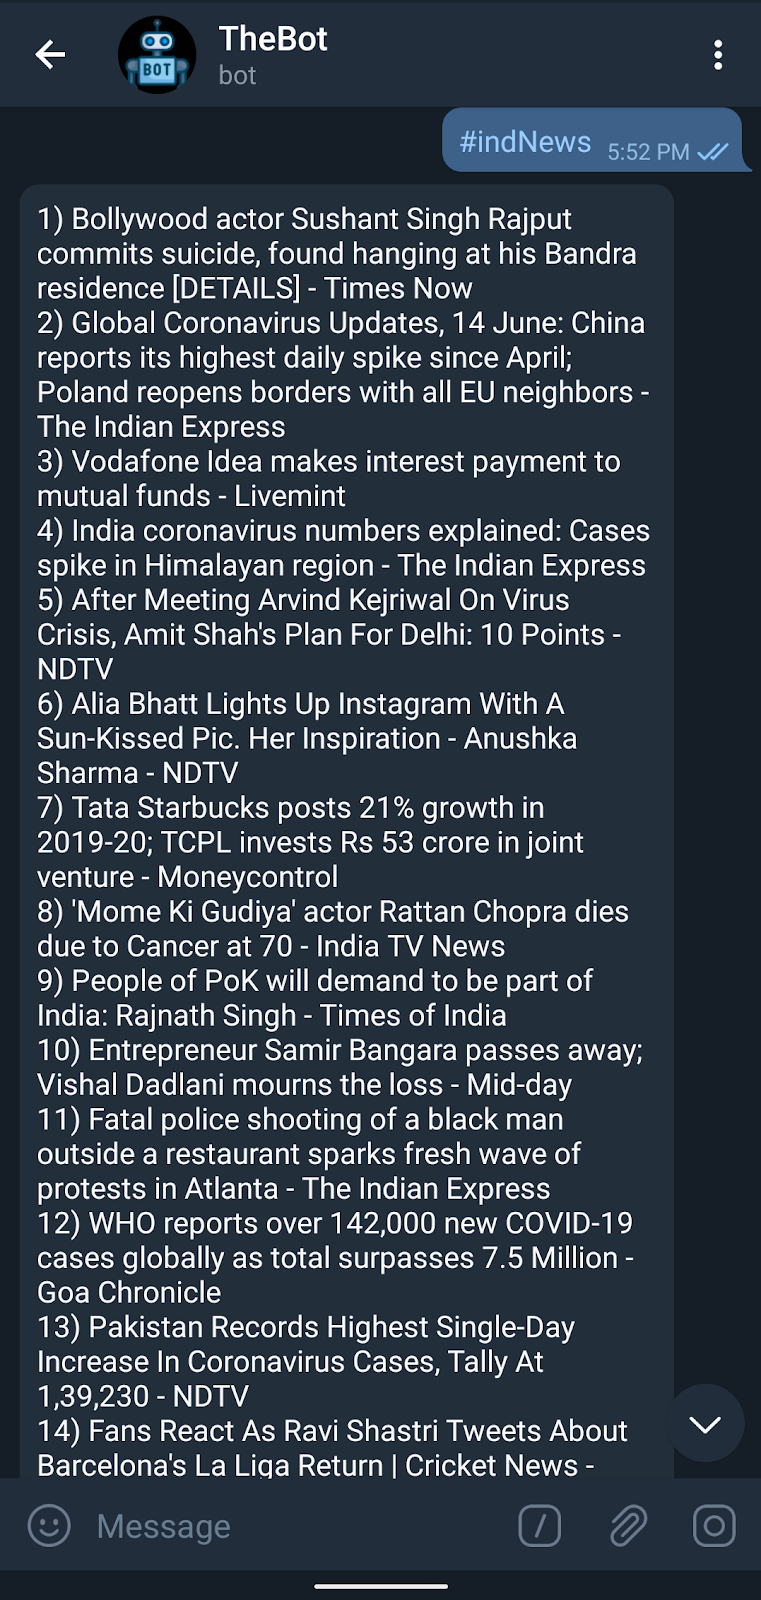 TheBot
BOT
bot
#indNews 5:52 PM
1) Bollywood actor Sushant Singh Rajput
commits suicide, found hanging at his Bandra
residence [DETAILS] - Times Now
2) Global Coronavirus Updates, 14 June: China
reports its highest daily spike since April;
Poland reopens borders with all EU neighbors -
The Indian Express
3) Vodafone Idea makes interest payment to
mutual funds - Livemint
4) India coronavirus numbers explained: Cases
spike in Himalayan region - The Indian Express
5) After Meeting Arvind Kejriwal On Virus
Crisis, Amit Shah's Plan For Delhi: 10 Points -
NDTV
6) Alia Bhatt Lights Up Instagram With A
Sun-Kissed Pic. Her Inspiration - Anushka
Sharma - NDTV
7) Tata Starbucks posts 21% growth in
2019-20; TCPL invests Rs 53 crore in joint
venture - Moneycontrol
8) 'Mome Ki Gudiya' actor Rattan Chopra dies
due to Cancer at 70 - India TV News
9) People of PoK will demand to be part of
India: Rajnath Singh - Times of India
10) Entrepreneur Samir Bangara passes away;
Vishal Dadlani mourns the loss - Mid-day
11) Fatal police shooting of a black man
outside a restaurant sparks fresh wave of
protests in Atlanta - The Indian Express
12) WHO reports over 142,000 new COVID-19
cases globally as total surpasses 7.5 Million -
Goa Chronicle
13) Pakistan Records Highest Single-Day
Increase In Coronavirus Cases, Tally At
1,39,230 - NDTV
14) Fans React As Ravi Shastri Tweets About
Barcelona's La Liga Return | Cricket News -
Message